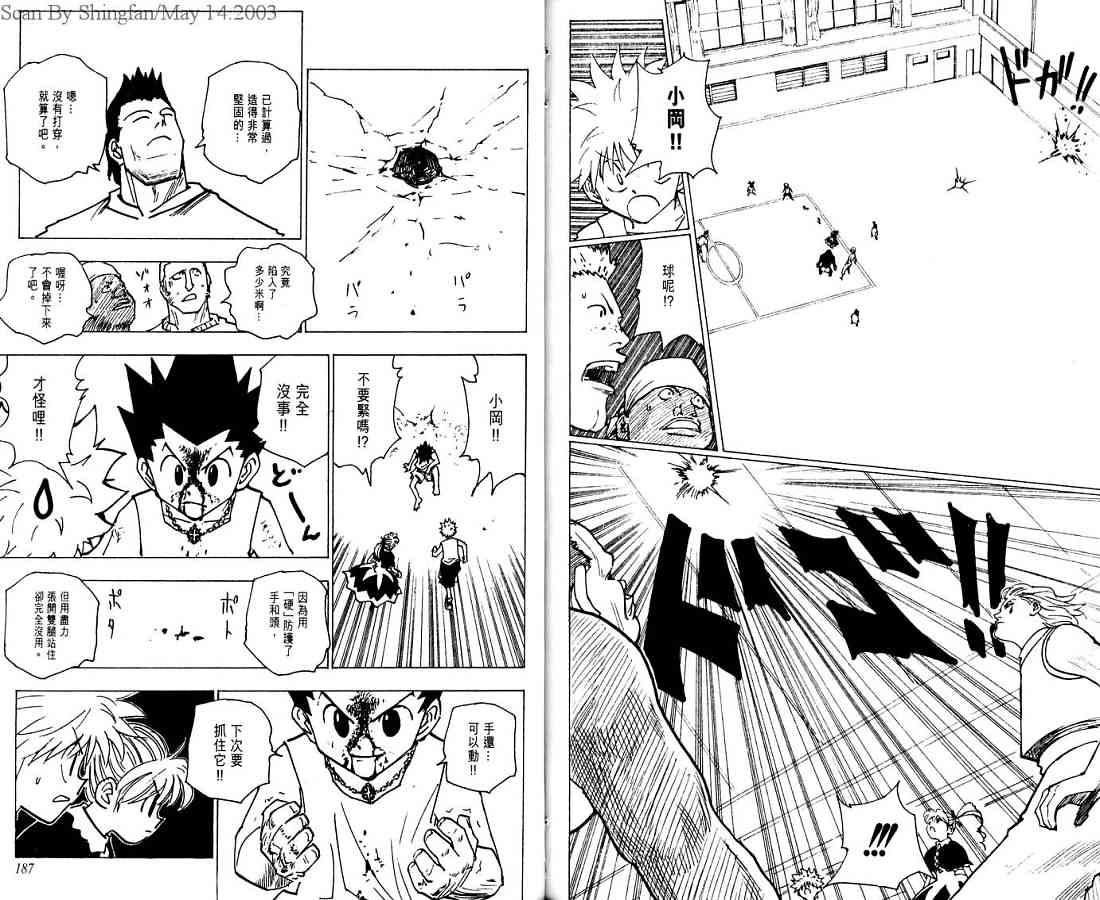 Scan By Shingfan/May 14.2003
小岡!!
ドガ!!
球呢!?
ドゴォ!!
!!!
已計算過，
造得非常
堅固的…
嗯…
沒有打穿，
就算了吧。
パラ
パラ
究竟
陷入了
多少米啊…
ゾオオ
喔呀…
不會掉下來
了吧。
小岡!!
不要緊嗎!?
完全
沒事!!
どーん
才怪哩!!
因為用
「硬」防護了
手和頭，
ポト
ポタ
但用盡力
張開雙腿站住
卻完全沒用。
手還…
可以動!!
下次要
抓住它!!
187